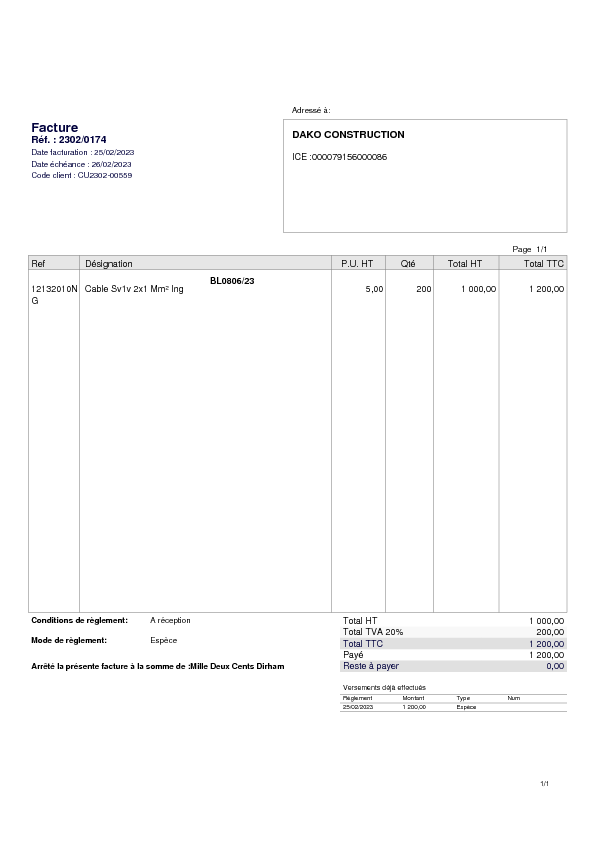 Adressé à:
Facture
Réf. : 2302/0174
Date facturation : 25/02/2023
Date échéance : 26/02/2023
Code client : CU2302-00559
DAKO CONSTRUCTION
ICE :000079156000086
Page 1/1
Ref Désignation P.U. HT Qté Total HT Total TTC
BL0806/23
12132010N Cable Sv1v 2x1 Mm² Ing 5,00 200 1 000,00 1 200,00
G
Conditions de règlement: A réception
Mode de règlement: Espèce
Arrêté la présente facture à la somme de :Mille Deux Cents Dirham
Total HT 1 000,00
Total TVA 20% 200,00
Total TTC 1 200,00
Payé 1 200,00
Reste à payer 0,00
Versements déjà effectués
Règlement Montant Type Num
25/02/2023 1 200,00 Espèce
1/1